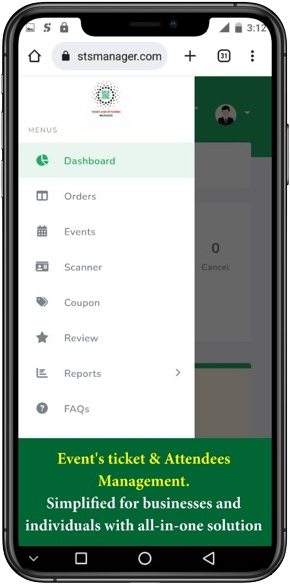 3:12
stsmanager.com
31
TICKET AND ATTENDEES
MENUS
Dashboard
Orders
Events
Scanner
0
Cancel
Coupon
Review
Reports
FAQs
Event's ticket & Attendees
Management.
Simplified for businesses and
individuals with all-in-one solution